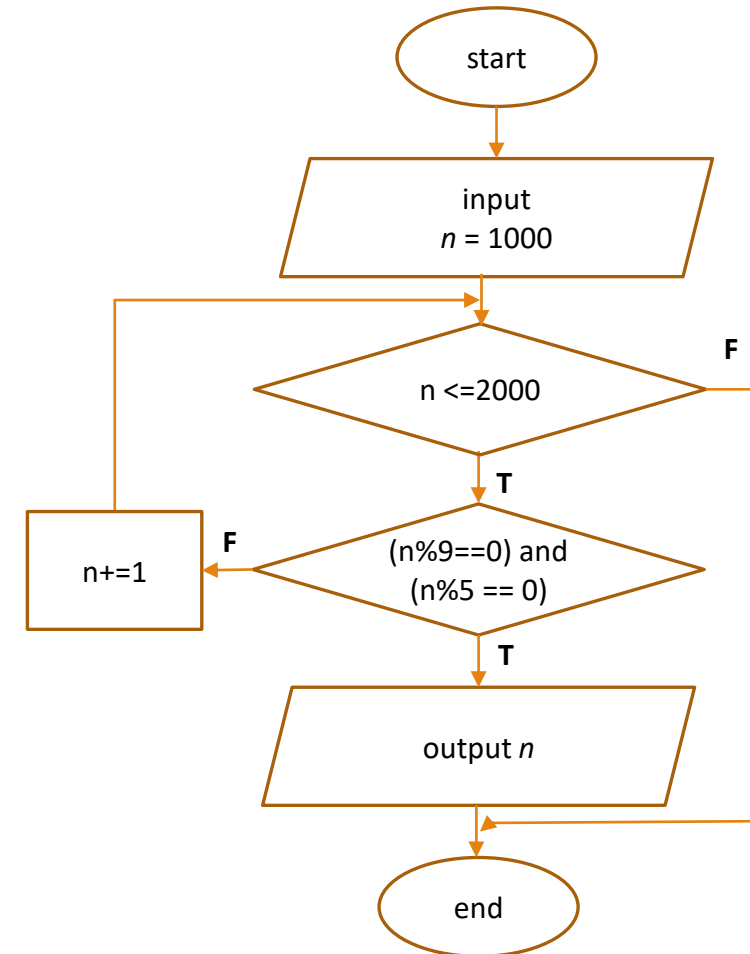 start
input
n = 1000
n <=2000
F
T
(n%9==0) and
(n%5 == 0)
F
n+=1
T
output n
end